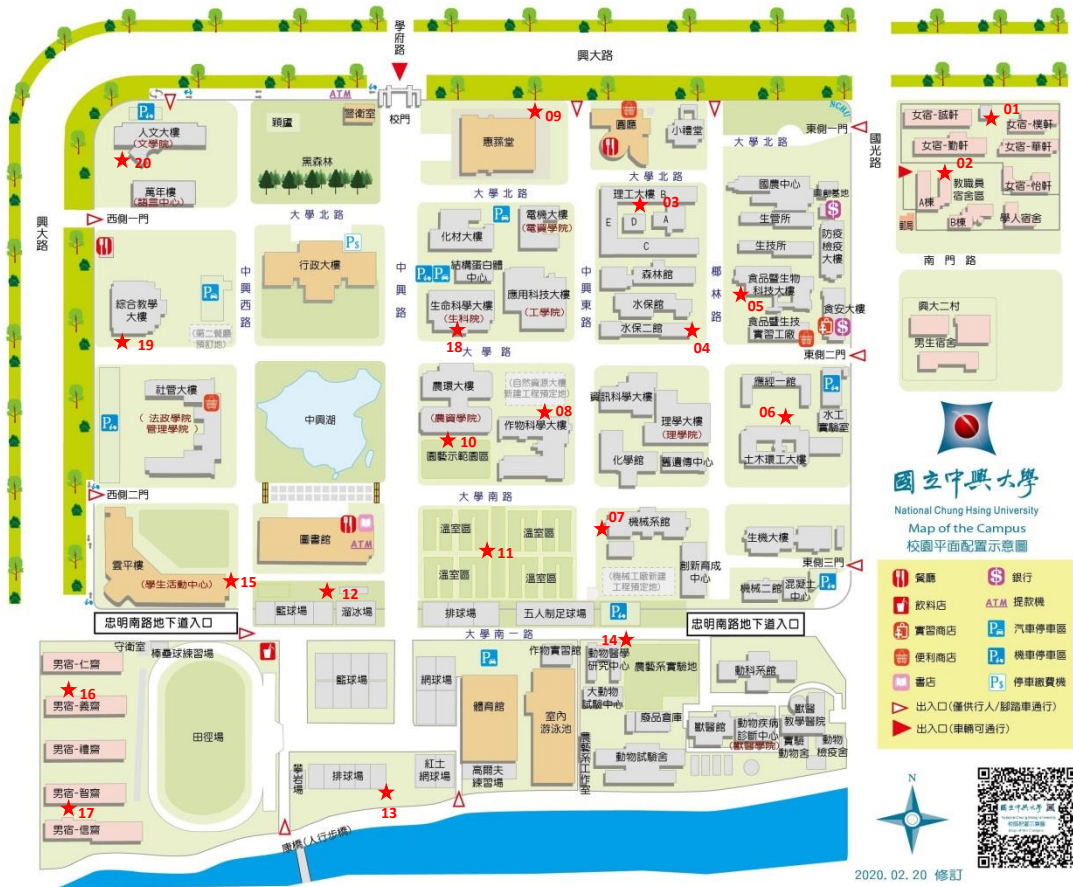 學府路
興大路
ATM
校門
警衛室
穎廬
黑森林
人文大樓
(文學院)
20
萬年樓
(語言中心)
西側一門
大學北路
惠蓀堂
09
圓廳
小禮堂
大學北路
大學北路
NCHU
東側一門
國光路
女宿-誠軒
01
女宿-樸軒
女宿-勤軒
女宿-華軒
02
A棟
教職員
宿舍區
女宿-怡軒
B棟
學人宿舍
郵局
南門路
興大二村
男生宿舍
興大路
中興西路
行政大樓
綜合教學
大樓
19
(第二餐廳
預訂地)
中興路
化材大樓
電機大樓
(電資學院)
結構蛋白體
中心
生命科學大樓
(生科院)
18
應用科技大樓
(工學院)
中興東路
理工大樓 B
03
E
D
A
C
森林館
水保館
水保二館
04
椰林路
國農中心
生管所
生技所
防疫
檢疫
大樓
食品暨生物
科技大樓
05
食安大樓
食品暨生技
實習工廠
東側二門
大學路
社管大樓
(法政學院
管理學院)
中興湖
農環大樓
(農資學院)
10
園藝示範園區
(自然資源大樓
新建工程預定地)
08
作物科學大樓
資訊科學大樓
理學大樓
(理學院)
化學館
舊遺傳中心
應經一館
06
水工
實驗室
土木環工大樓
西側二門
大學南路
雲平樓
(學生活動中心)
15
圖書館
ATM
12
籃球場
溜冰場
溫室區
溫室區
11
溫室區
溫室區
排球場
五人制足球場
07
機械系館
(機械工廠新建
工程預定地)
創新育成
中心
生機大樓
東側三門
機械二館
混凝土
中心
忠明南路地下道入口
大學南一路
忠明南路地下道入口
守衛室
棒壘球練習場
男宿-仁齋
16
男宿-義齋
男宿-禮齋
男宿-智齋
17
男宿-信齋
田徑場
籃球場
網球場
攀岩場
排球場
13
紅土
網球場
體育館
高爾夫
練習場
作物實習館
室內
游泳池
農藝系工作室
14
動物醫學
研究中心
大動物
試驗中心
農藝系實驗地
廢品倉庫
動物試驗舍
動科系館
獸醫館
動物疾病
診斷中心
(獸醫學院)
獸醫
教學醫院
實驗
動物舍
動物
檢疫舍
康橋(人行步橋)
國立中興大學
National Chung Hsing University
Map of the Campus
校園平面配置示意圖
餐廳
$ 銀行
飲料店
ATM 提款機
實習商店
P 汽車停車區
便利商店
P 機車停車區
書店
Ps 停車繳費機
出入口(僅供行人/腳踏車通行)
出入口(車輛可通行)
N
2020.02.20 修訂